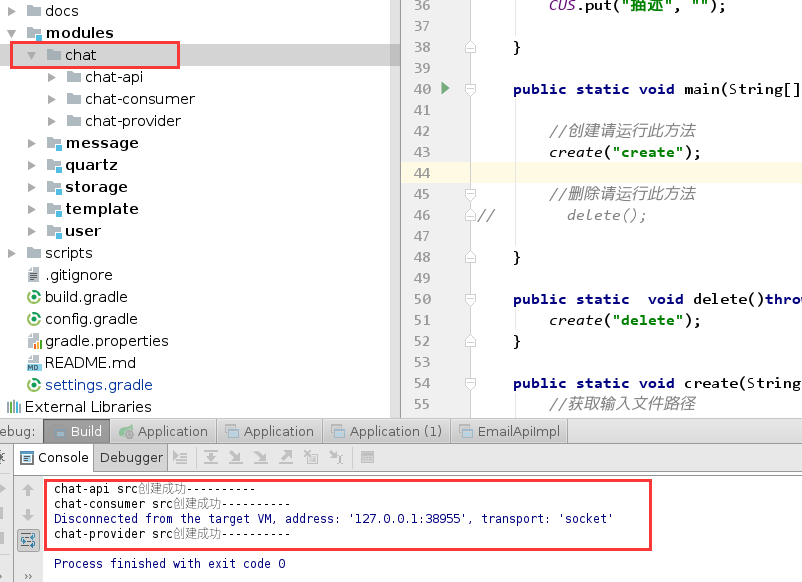 docs
modules
chat
chat-api
chat-consumer
chat-provider
message
quartz
storage
template
user
scripts
.gitignore
build.gradle
config.gradle
gradle.properties
README.md
settings.gradle
External Libraries
36 CUS.put("描述", "");
37
38 }
39
40 public static void main(String[]
41
42 //创建请运行此方法
43 create("create");
44
45 //删除请运行此方法
46 // delete();
47
48 }
49
50 public static void delete()throw
51 create("delete");
52 }
53
54 public static void create(String
55 //获取输入文件路径
ebug: Build Application Application Application (1) EmailApiImpl
Console Debugger
chat-api src创建成功----------
chat-consumer src创建成功----------
Disconnected from the target VM, address: '127.0.0.1:38955', transport: 'socket'
chat-provider src创建成功----------
Process finished with exit code 0